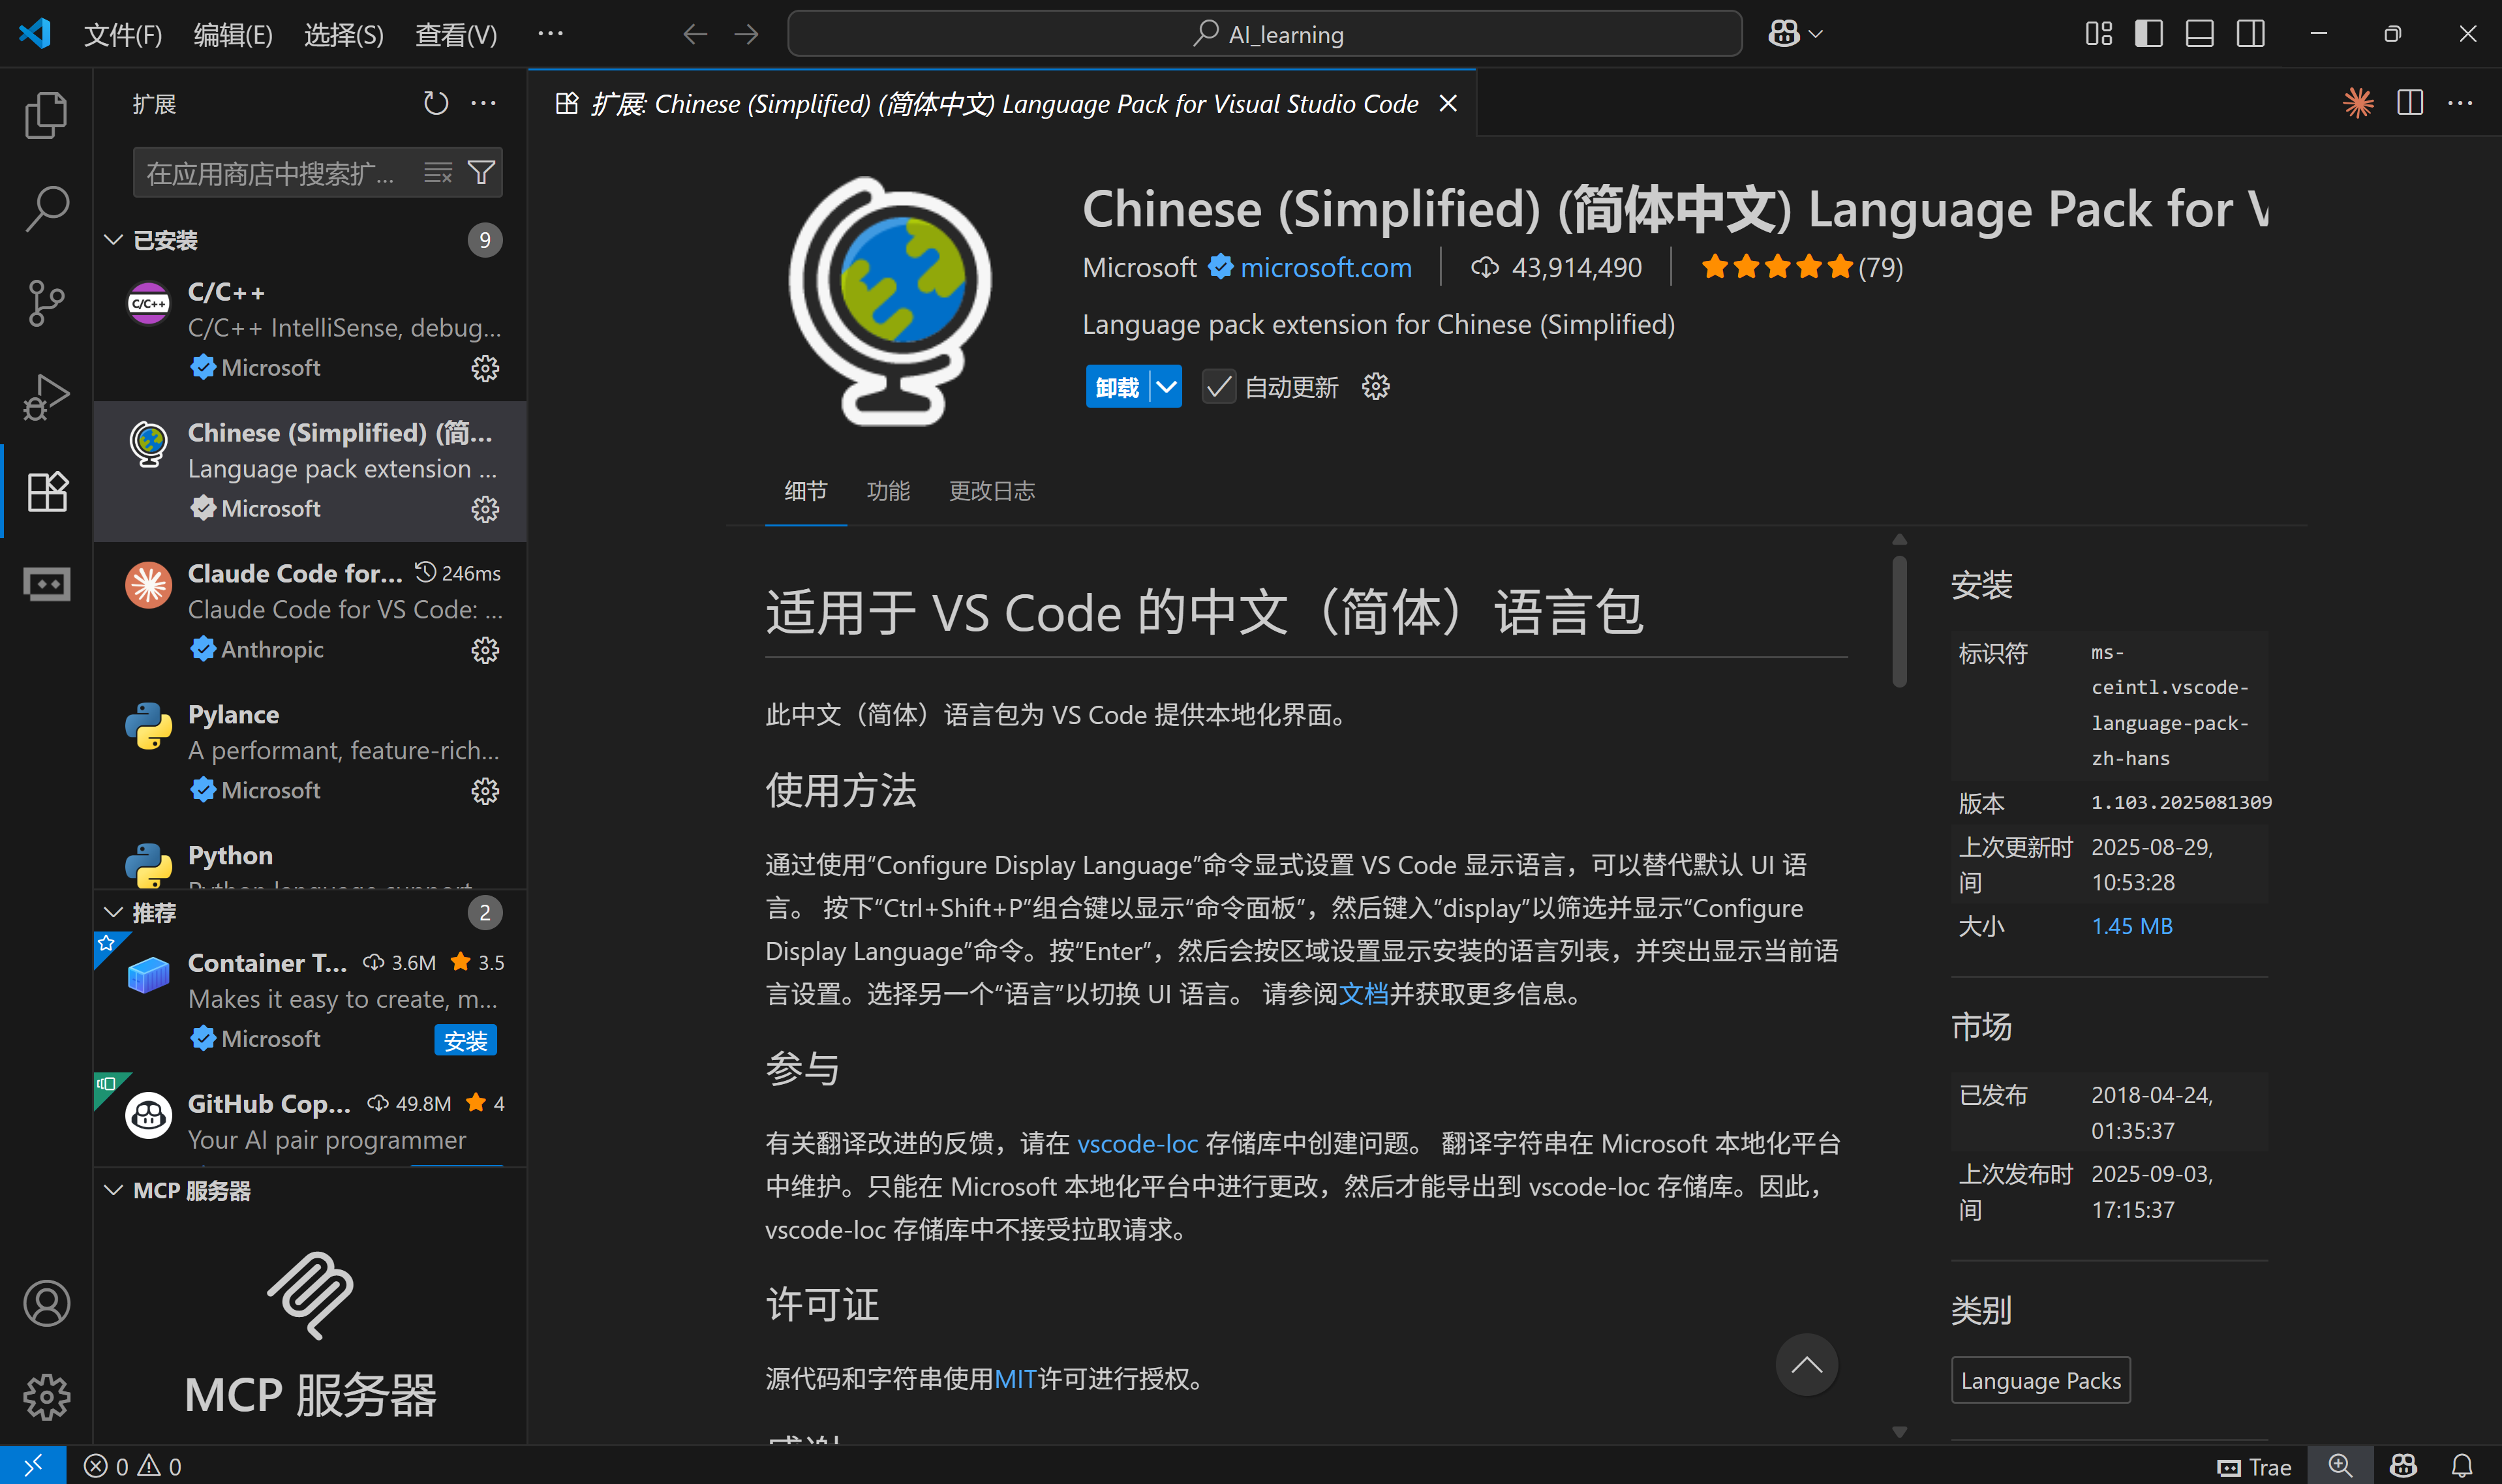 文件(F) 编辑(E) 选择(S) 查看(V) ··· AI_learning
扩展
在应用商店中搜索扩...
已安装 9
C/C++
C/C++
C/C++ IntelliSense, debug...
Microsoft
Chinese (Simplified) (简...
Language pack extension ...
Microsoft
Claude Code for... 246ms
Claude Code for VS Code: ...
Anthropic
Pylance
A performant, feature-rich...
Microsoft
Python
Python language support
推荐 2
Container T... 3.6M 3.5
Makes it easy to create, m...
Microsoft 安装
GitHub Cop... 49.8M 4
Your AI pair programmer
MCP 服务器
MCP 服务器
扩展: Chinese (Simplified) (简体中文) Language Pack for Visual Studio Code
Chinese (Simplified) (简体中文) Language Pack for V
Microsoft microsoft.com 43,914,490 (79)
Language pack extension for Chinese (Simplified)
卸载 自动更新
细节 功能 更改日志
适用于 VS Code 的中文（简体）语言包
此中文（简体）语言包为 VS Code 提供本地化界面。
使用方法
通过使用“Configure Display Language”命令显式设置 VS Code 显示语言，可以替代默认 UI 语
言。 按下“Ctrl+Shift+P”组合键以显示“命令面板”，然后键入“display”以筛选并显示“Configure
Display Language”命令。按“Enter”，然后会按区域设置显示安装的语言列表，并突出显示当前语
言设置。选择另一个“语言”以切换 UI 语言。 请参阅文档并获取更多信息。
参与
有关翻译改进的反馈，请在 vscode-loc 存储库中创建问题。 翻译字符串在 Microsoft 本地化平台
中维护。只能在 Microsoft 本地化平台中进行更改，然后才能导出到 vscode-loc 存储库。因此，
vscode-loc 存储库中不接受拉取请求。
许可证
源代码和字符串使用MIT许可进行授权。
感谢
安装
标识符 ms-
ceintl.vscode-
language-pack-
zh-hans
版本 1.103.2025081309
上次更新时 2025-08-29,
间 10:53:28
大小 1.45 MB
市场
已发布 2018-04-24,
01:35:37
上次发布时 2025-09-03,
间 17:15:37
类别
Language Packs
0 0 Trae